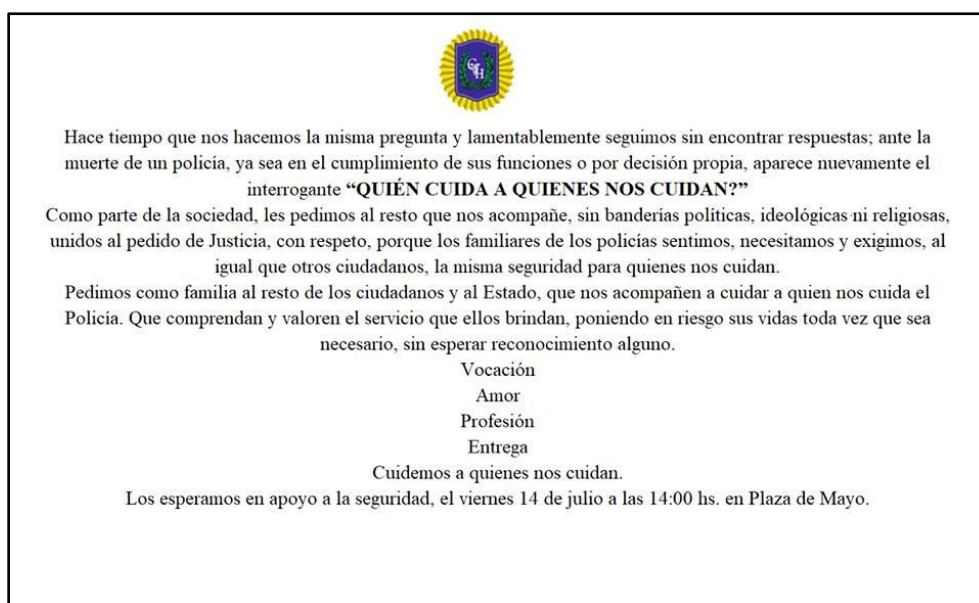 GH
Hace tiempo que nos hacemos la misma pregunta y lamentablemente seguimos sin encontrar respuestas; ante la
muerte de un policía, ya sea en el cumplimiento de sus funciones o por decisión propia, aparece nuevamente el
interrogante “QUIÉN CUIDA A QUIENES NOS CUIDAN?”
Como parte de la sociedad, les pedimos al resto que nos acompañe, sin banderías políticas, ideológicas ni religiosas,
unidos al pedido de Justicia, con respeto, porque los familiares de los policías sentimos, necesitamos y exigimos, al
igual que otros ciudadanos, la misma seguridad para quienes nos cuidan.
Pedimos como familia al resto de los ciudadanos y al Estado, que nos acompañen a cuidar a quien nos cuida el
Policía. Que comprendan y valoren el servicio que ellos brindan, poniendo en riesgo sus vidas toda vez que sea
necesario, sin esperar reconocimiento alguno.
Vocación
Amor
Profesión
Entrega
Cuidemos a quienes nos cuidan.
Los esperamos en apoyo a la seguridad, el viernes 14 de julio a las 14:00 hs. en Plaza de Mayo.